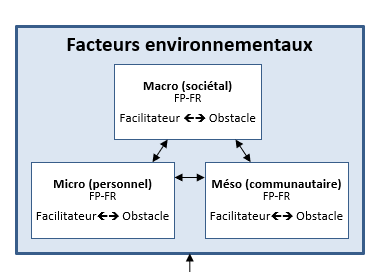 Facteurs environnementaux
Macro (sociétal)
FP-FR
Facilitateur ↔ Obstacle
Micro (personnel)
FP-FR
Facilitateur ↔ Obstacle
Méso (communautaire)
FP-FR
Facilitateur ↔ Obstacle